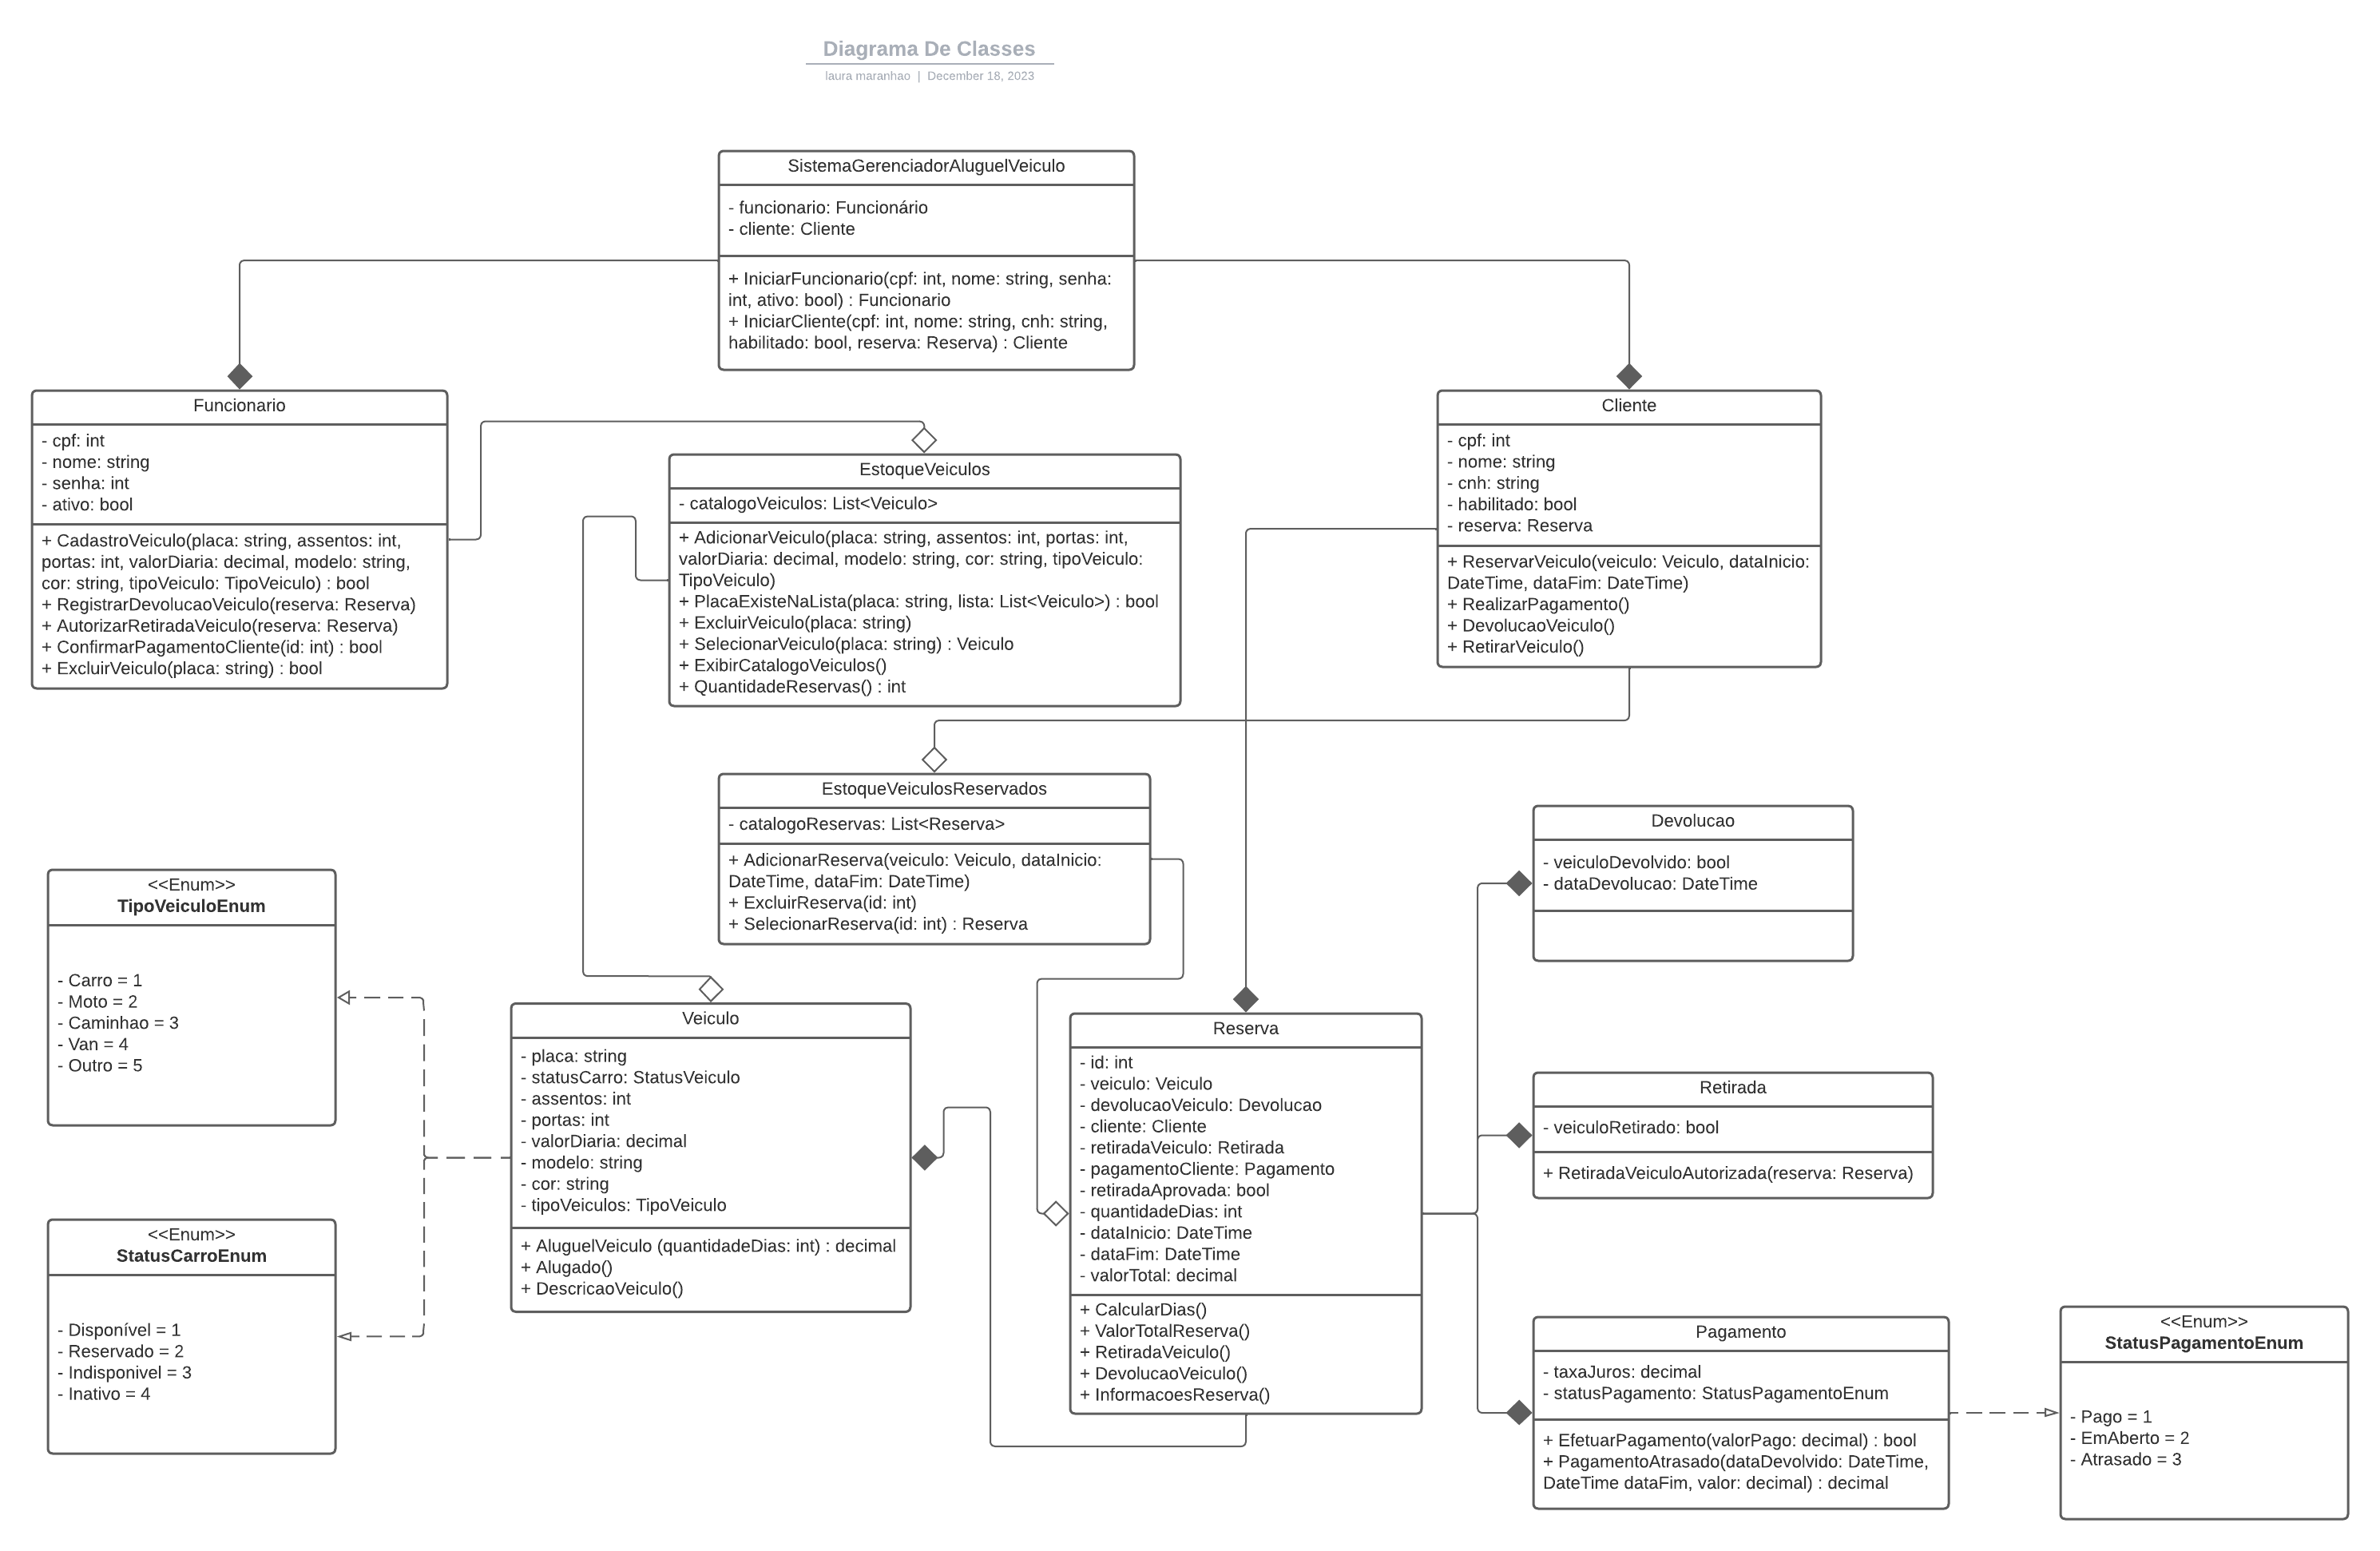 Diagrama De Classes
laura maranhao | December 18, 2023
SistemaGerenciadorAluguelVeiculo
- funcionario: Funcionário
- cliente: Cliente
+ IniciarFuncionario(cpf: int, nome: string, senha:
int, ativo: bool) : Funcionario
+ IniciarCliente(cpf: int, nome: string, cnh: string,
habilitado: bool, reserva: Reserva) : Cliente
Funcionario
- cpf: int
- nome: string
- senha: int
- ativo: bool
+ CadastroVeiculo(placa: string, assentos: int,
portas: int, valorDiaria: decimal, modelo: string,
cor: string, tipoVeiculo: TipoVeiculo) : bool
+ RegistrarDevolucaoVeiculo(reserva: Reserva)
+ AutorizarRetiradaVeiculo(reserva: Reserva)
+ ConfirmarPagamentoCliente(id: int) : bool
+ ExcluirVeiculo(placa: string) : bool
EstoqueVeiculos
- catalogoVeiculos: List<Veiculo>
+ AdicionarVeiculo(placa: string, assentos: int, portas: int,
valorDiaria: decimal, modelo: string, cor: string, tipoVeiculo:
TipoVeiculo)
+ PlacaExisteNaLista(placa: string, lista: List<Veiculo>) : bool
+ ExcluirVeiculo(placa: string)
+ SelecionarVeiculo(placa: string) : Veiculo
+ ExibirCatalogoVeiculos()
+ QuantidadeReservas() : int
Cliente
- cpf: int
- nome: string
- cnh: string
- habilitado: bool
- reserva: Reserva
+ ReservarVeiculo(veiculo: Veiculo, dataInicio:
DateTime, dataFim: DateTime)
+ RealizarPagamento()
+ DevolucaoVeiculo()
+ RetirarVeiculo()
EstoqueVeiculosReservados
- catalogoReservas: List<Reserva>
+ AdicionarReserva(veiculo: Veiculo, dataInicio:
DateTime, dataFim: DateTime)
+ ExcluirReserva(id: int)
+ SelecionarReserva(id: int) : Reserva
Devolucao
- veiculoDevolvido: bool
- dataDevolucao: DateTime
<<Enum>>
TipoVeiculoEnum
- Carro = 1
- Moto = 2
- Caminhao = 3
- Van = 4
- Outro = 5
Veiculo
- placa: string
- statusCarro: StatusVeiculo
- assentos: int
- portas: int
- valorDiaria: decimal
- modelo: string
- cor: string
- tipoVeiculos: TipoVeiculo
+ AluguelVeiculo (quantidadeDias: int) : decimal
+ Alugado()
+ DescricaoVeiculo()
Reserva
- id: int
- veiculo: Veiculo
- devolucaoVeiculo: Devolucao
- cliente: Cliente
- retiradaVeiculo: Retirada
- pagamentoCliente: Pagamento
- retiradaAprovada: bool
- quantidadeDias: int
- dataInicio: DateTime
- dataFim: DateTime
- valorTotal: decimal
+ CalcularDias()
+ ValorTotalReserva()
+ RetiradaVeiculo()
+ DevolucaoVeiculo()
+ InformacoesReserva()
Retirada
- veiculoRetirado: bool
+ RetiradaVeiculoAutorizada(reserva: Reserva)
<<Enum>>
StatusCarroEnum
- Disponível = 1
- Reservado = 2
- Indisponivel = 3
- Inativo = 4
Pagamento
- taxaJuros: decimal
- statusPagamento: StatusPagamentoEnum
+ EfetuarPagamento(valorPago: decimal) : bool
+ PagamentoAtrasado(dataDevolvido: DateTime,
DateTime dataFim, valor: decimal) : decimal
<<Enum>>
StatusPagamentoEnum
- Pago = 1
- EmAberto = 2
- Atrasado = 3